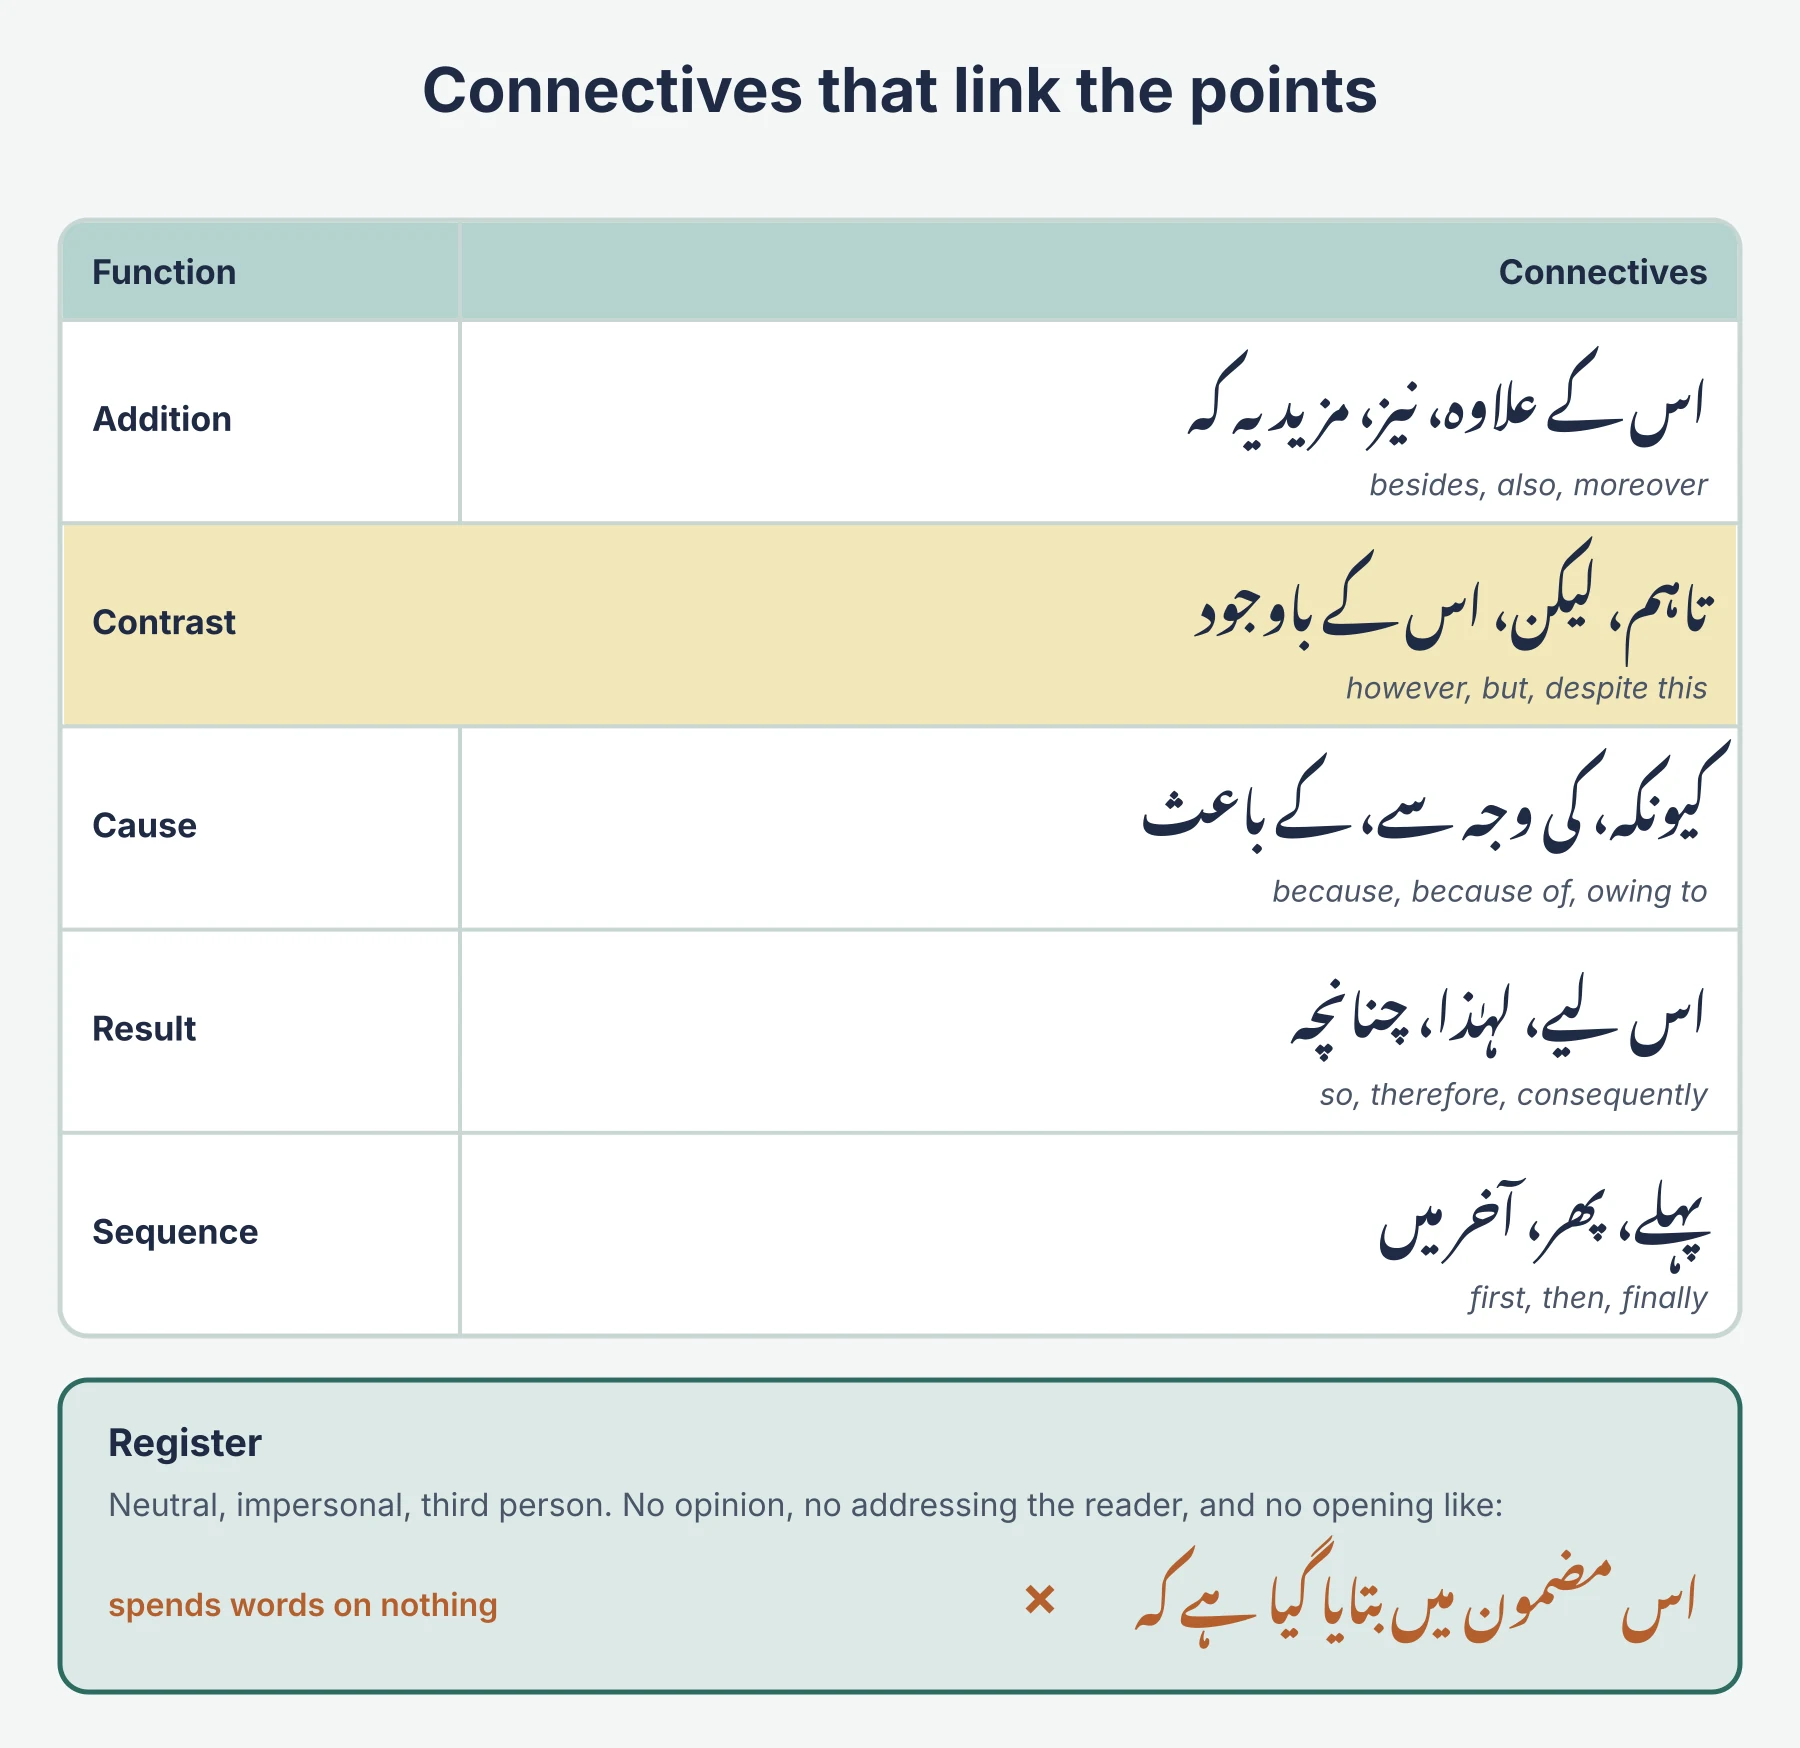 Connectives that link the points
Function
Connectives
Addition
اس کے علاوہ، نیز، مزید یہ کہ
besides, also, moreover
Contrast
تاہم، لیکن، اس کے باوجود
however, but, despite this
Cause
کیونکہ، کی وجہ سے، کے باعث
because, because of, owing to
Result
اس لیے، لہٰذا، چنانچہ
so, therefore, consequently
Sequence
پہلے، پھر، آخر میں
first, then, finally
Register
Neutral, impersonal, third person. No opinion, no addressing the reader, and no opening like:
اس مضمون میں بتایا گیا ہے کہ
✕
spends words on nothing